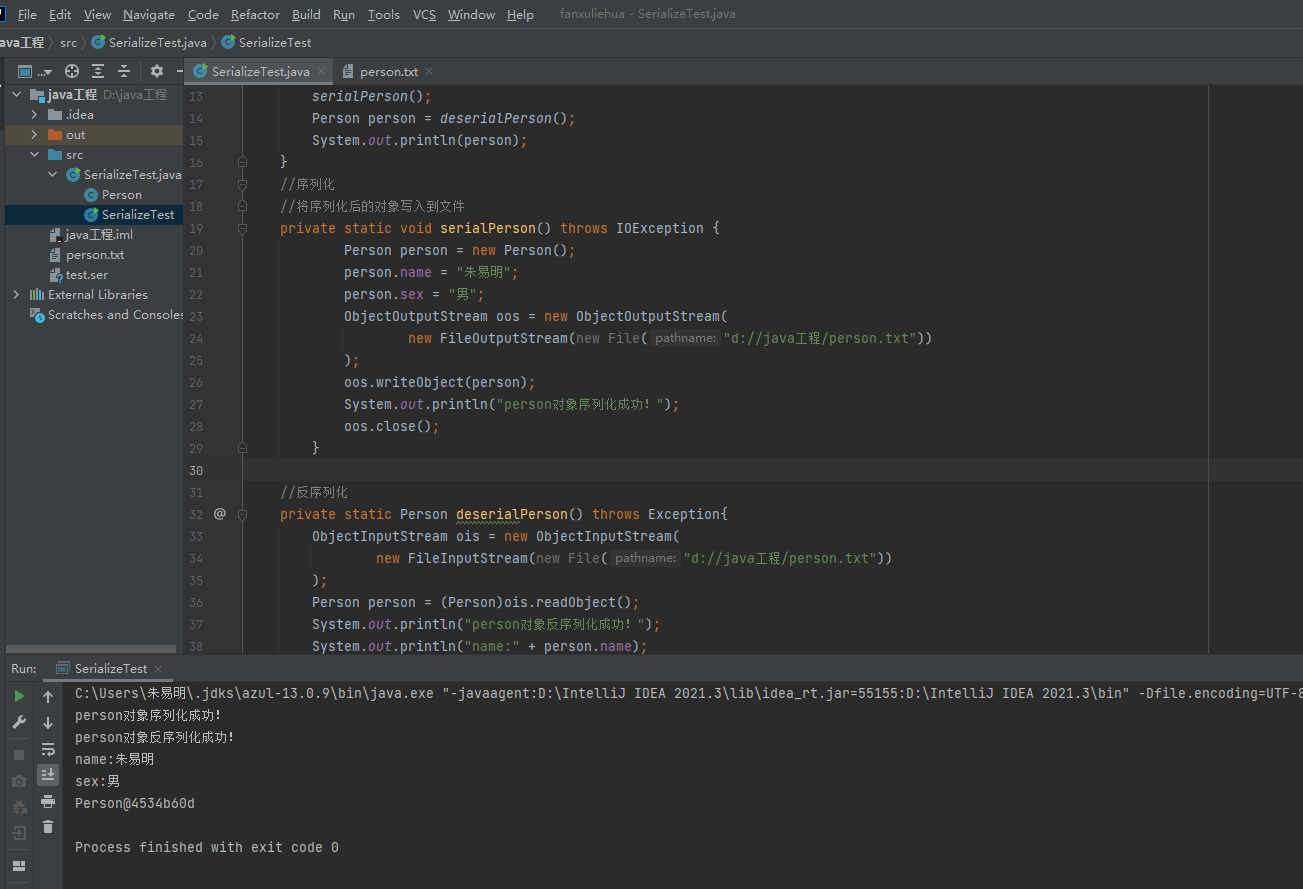 File Edit View Navigate Code Refactor Build Run Tools VCS Window Help fanxuliehua - SerializeTest.java
ava工程 src SerializeTest.java SerializeTest
... SerializeTest.java person.txt
java工程 D:\java工程
.idea
out
src
SerializeTest.java
Person
SerializeTest
java工程.iml
person.txt
test.ser
External Libraries
Scratches and Consoles
13 serialPerson();
14 Person person = deserialPerson();
15 System.out.println(person);
16 }
17 //序列化
18 //将序列化后的对象写入到文件
19 private static void serialPerson() throws IOException {
20 Person person = new Person();
21 person.name = "朱易明";
22 person.sex = "男";
23 ObjectOutputStream oos = new ObjectOutputStream(
24 new FileOutputStream(new File( pathname: "d://java工程/person.txt"))
25 );
26 oos.writeObject(person);
27 System.out.println("person对象序列化成功！");
28 oos.close();
29 }
30
31 //反序列化
32 @ private static Person deserialPerson() throws Exception{
33 ObjectInputStream ois = new ObjectInputStream(
34 new FileInputStream(new File( pathname: "d://java工程/person.txt"))
35 );
36 Person person = (Person)ois.readObject();
37 System.out.println("person对象反序列化成功！");
38 System.out.println("name:" + person.name);
Run: SerializeTest
C:\Users\朱易明\.jdks\azul-13.0.9\bin\java.exe "-javaagent:D:\IntelliJ IDEA 2021.3\lib\idea_rt.jar=55155:D:\IntelliJ IDEA 2021.3\bin" -Dfile.encoding=UTF-8
person对象序列化成功！
person对象反序列化成功！
name:朱易明
sex:男
Person@4534b60d
Process finished with exit code 0